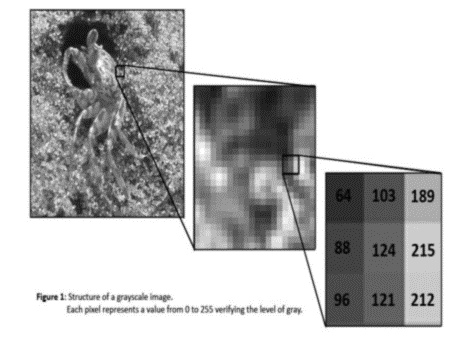 64 103 189
88 124 215
96 121 212
Figure 1: Structure of a grayscale image.
Each pixel represents a value from 0 to 255 verifying the level of gray.